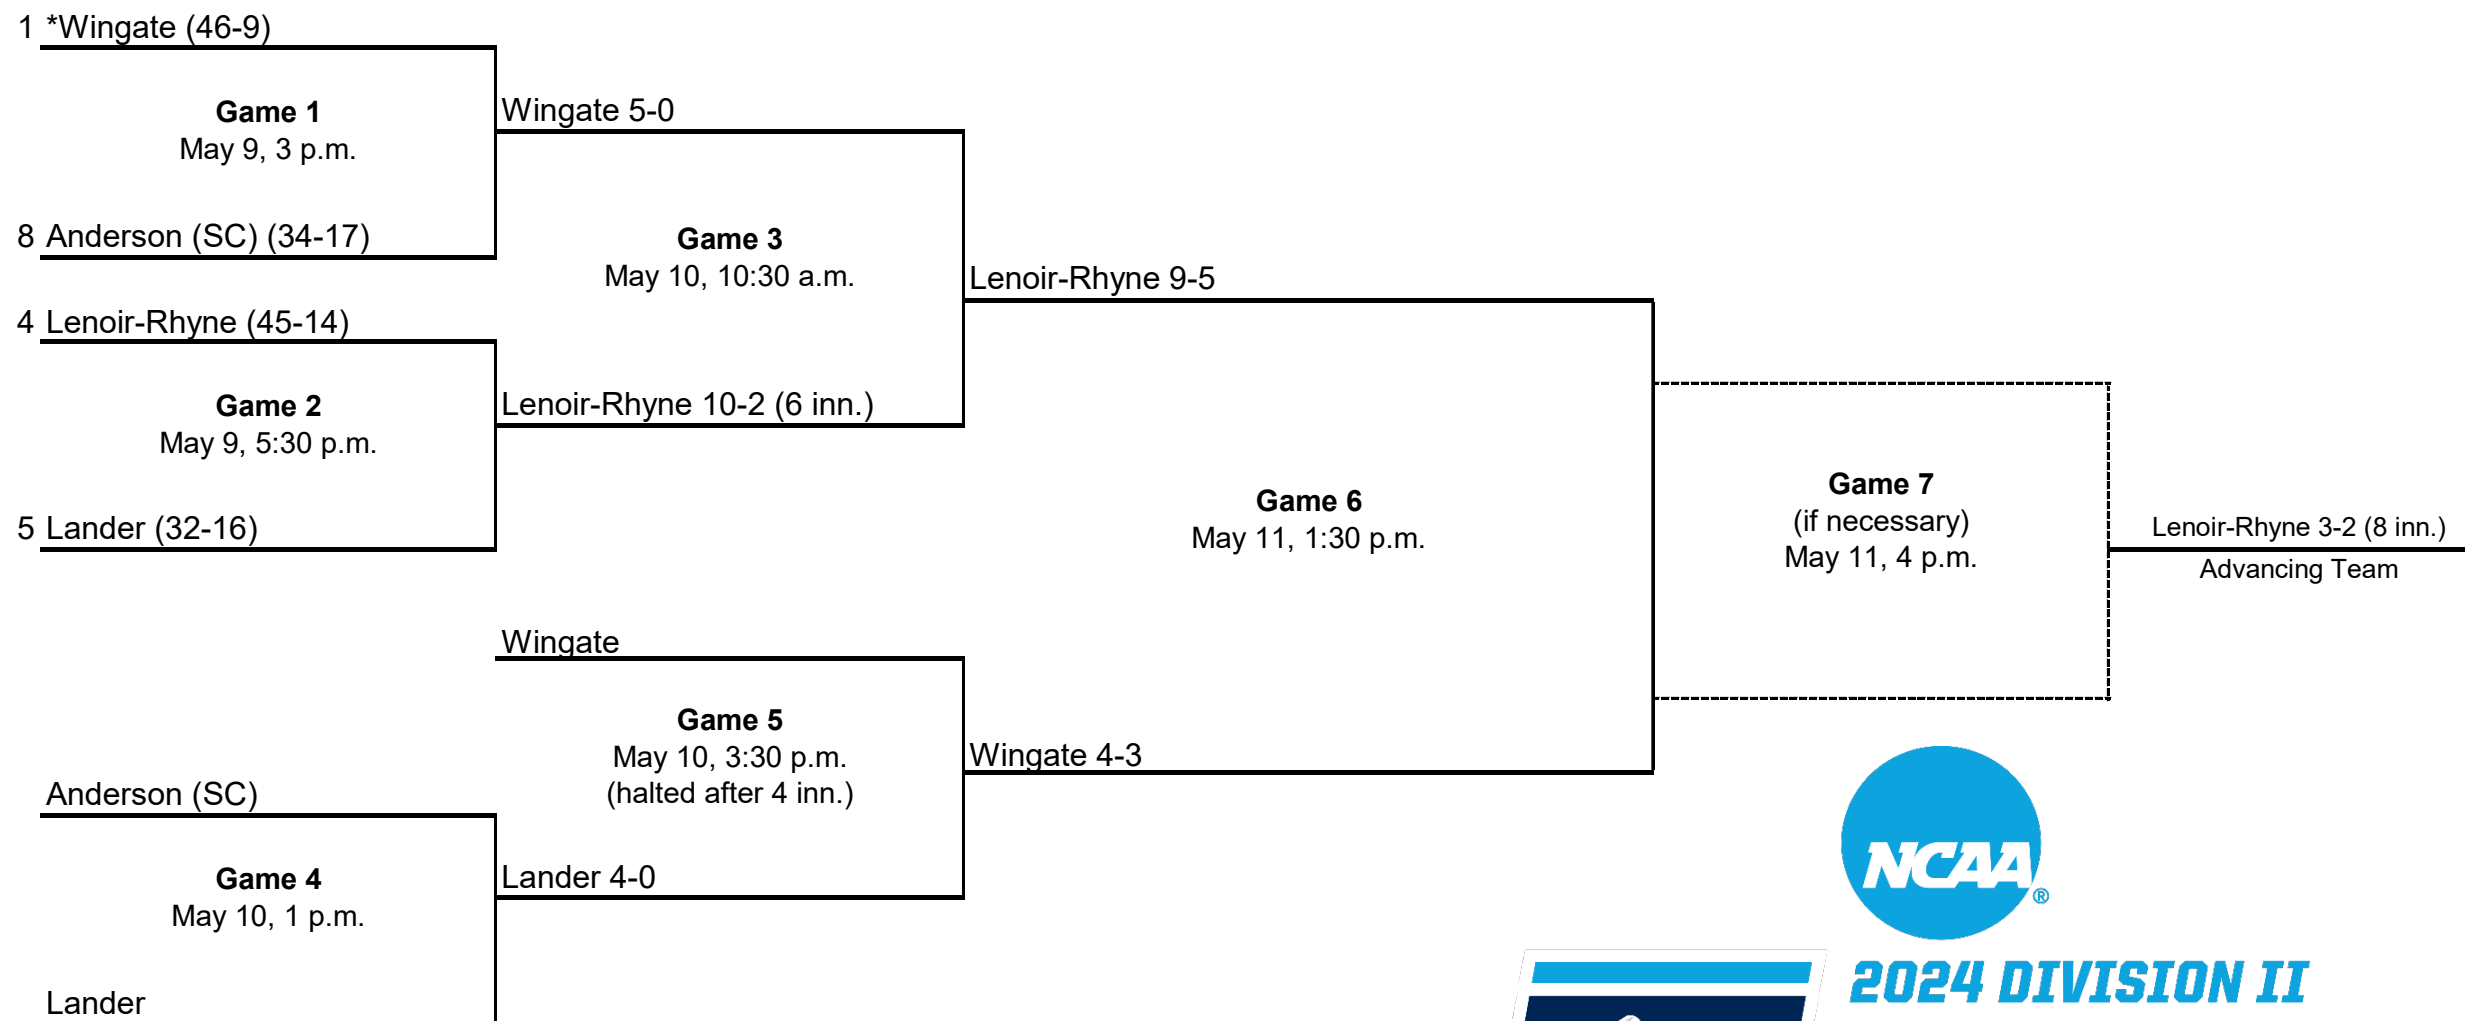 1 *Wingate (46-9)
Game 1
May 9, 3 p.m.
Wingate 5-0
8 Anderson (SC) (34-17)
Game 3
May 10, 10:30 a.m.
Lenoir-Rhyne 9-5
4 Lenoir-Rhyne (45-14)
Game 2
May 9, 5:30 p.m.
Lenoir-Rhyne 10-2 (6 inn.)
5 Lander (32-16)
Game 6
May 11, 1:30 p.m.
Game 7
(if necessary)
May 11, 4 p.m.
Lenoir-Rhyne 3-2 (8 inn.)
Advancing Team
Wingate
Game 5
May 10, 3:30 p.m.
(halted after 4 inn.)
Wingate 4-3
Anderson (SC)
Game 4
May 10, 1 p.m.
Lander 4-0
Lander
NCAA®
2024 DIVISION II